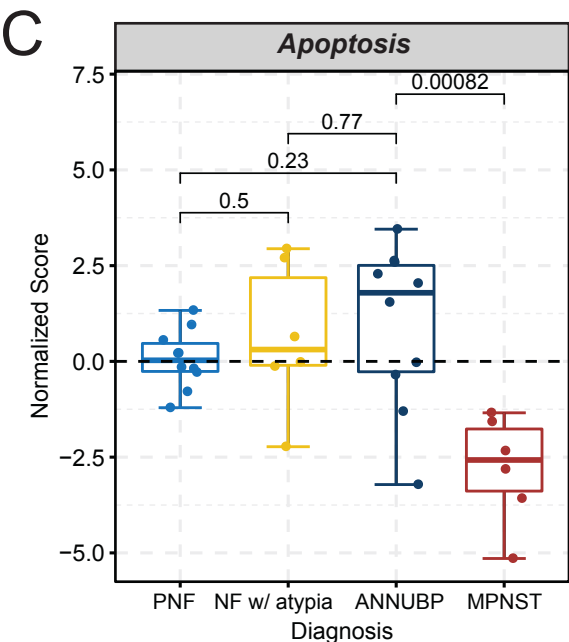 C
Apoptosis
7.5
5.0
2.5
0.0
−2.5
−5.0
Normalized Score
0.00082
0.77
0.23
0.5
PNF NF w/ atypia ANNUBP MPNST
Diagnosis